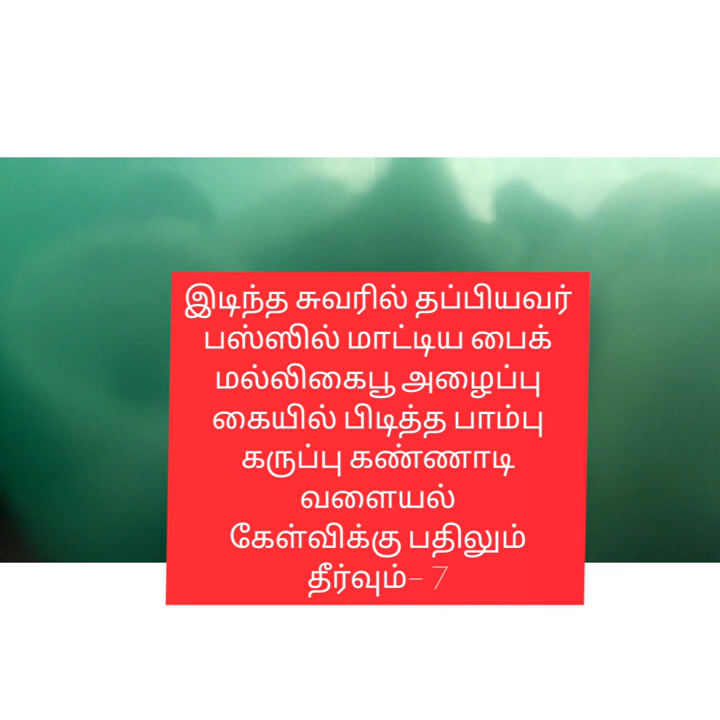 இடிந்த சுவரில் தப்பியவர்
பஸ்ஸில் மாட்டிய பைக்
மல்லிகைபூ அழைப்பு
கையில் பிடித்த பாம்பு
கருப்பு கண்ணாடி
வளையல்
கேள்விக்கு பதிலும்
தீர்வும்– 7